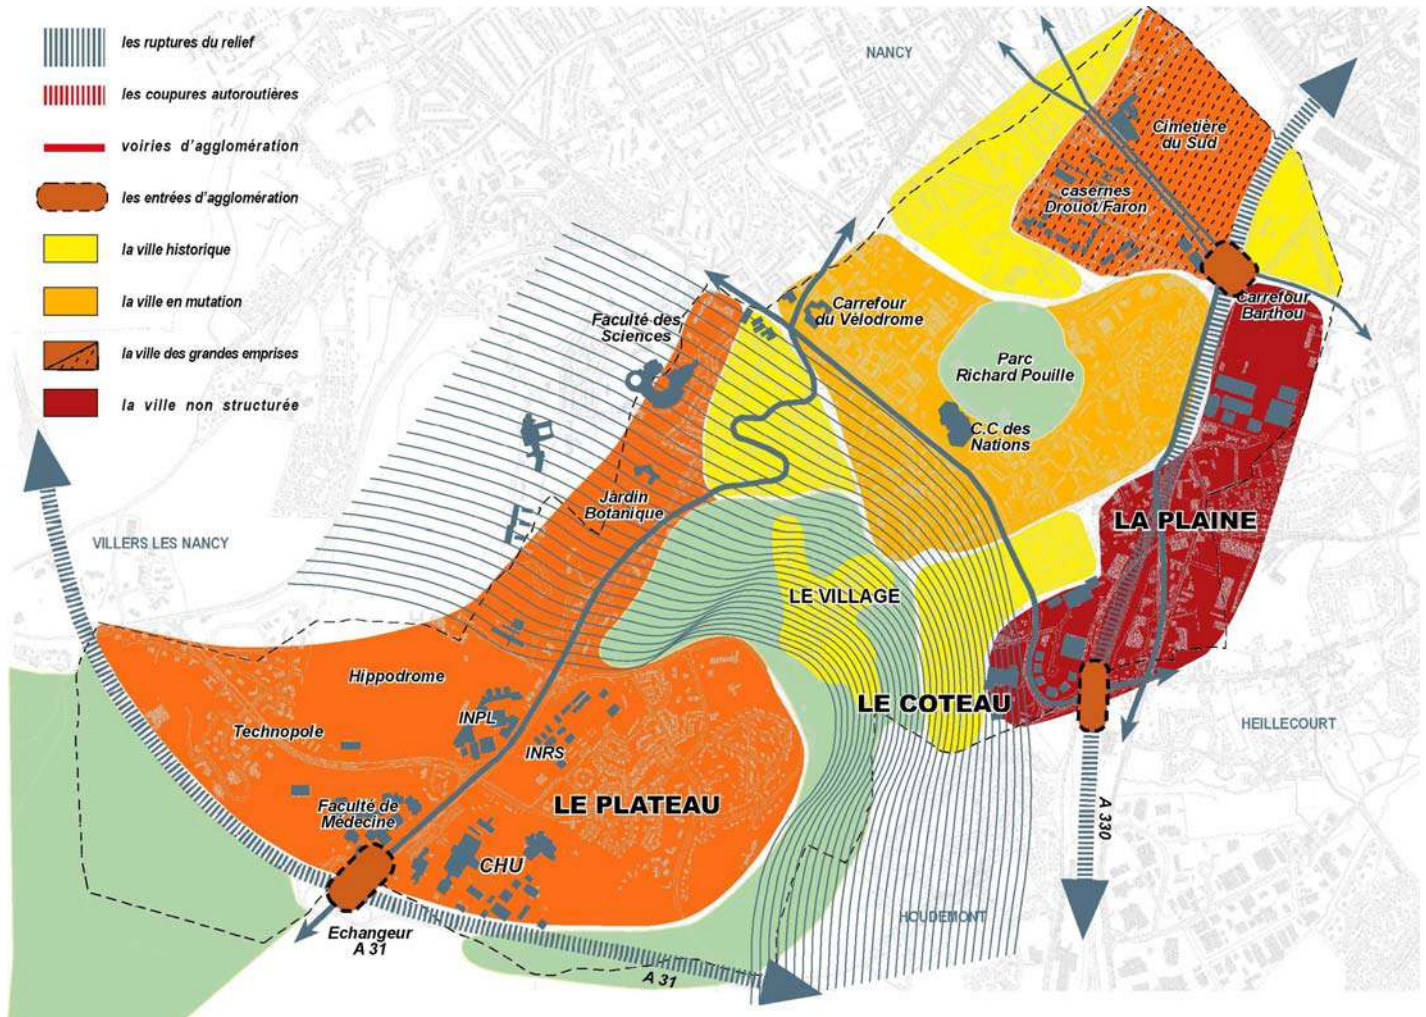 les ruptures du relief
les coupures autoroutières
voiries d'agglomération
les entrées d'agglomération
la ville historique
la ville en mutation
la ville des grandes emprises
la ville non structurée
NANCY
Cimetière
du Sud
casernes
Drouot/Faron
Carrefour
Barthou
Carrefour
du Vélodrome
Faculté des
Sciences
Parc
Richard Pouille
C.C des
Nations
Jardin
Botanique
LA PLAINE
VILLERS LES NANCY
LE VILLAGE
Hippodrome
LE COTEAU
INPL
Technopole
HEILLECOURT
INRS
LE PLATEAU
Faculté de
Médecine
A 330
CHU
HOUDEMONT
Echangeur
A 31
A 31